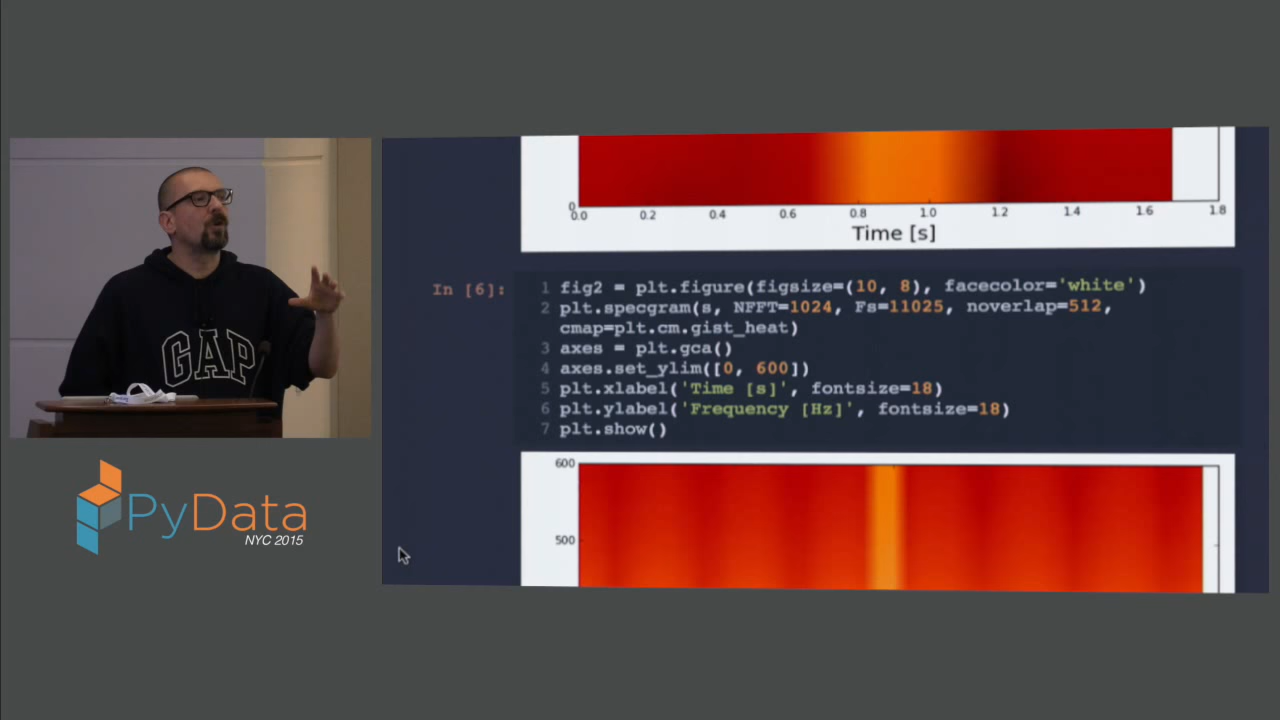 GAP
PyData
NYC 2015
0
0.0 0.2 0.4 0.6 0.8 1.0 1.2 1.4 1.6 1.8
Time [s]
In [6]:
1 fig2 = plt.figure(figsize=(10, 8), facecolor='white')
2 plt.specgram(s, NFFT=1024, Fs=11025, noverlap=512,
cmap=plt.cm.gist_heat)
3 axes = plt.gca()
4 axes.set_ylim([0, 600])
5 plt.xlabel('Time [s]', fontsize=18)
6 plt.ylabel('Frequency [Hz]', fontsize=18)
7 plt.show()
600
500